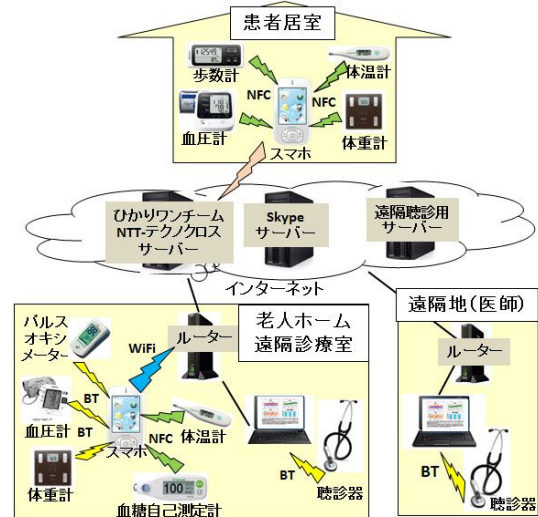 患者居室
歩数計
体温計
NFC
NFC
血圧計
体重計
スマホ
ひかりワンチーム
NTT-テクノクロス
サーバー
Skype
サーバー
遠隔聴診用
サーバー
インターネット
老人ホーム
遠隔診療室
遠隔地(医師)
パルス
オキシ
メーター
WiFi
ルーター
ルーター
BT
血圧計
BT
スマホ
NFC
体温計
体重計
血糖自己測定計
BT
聴診器
BT
聴診器